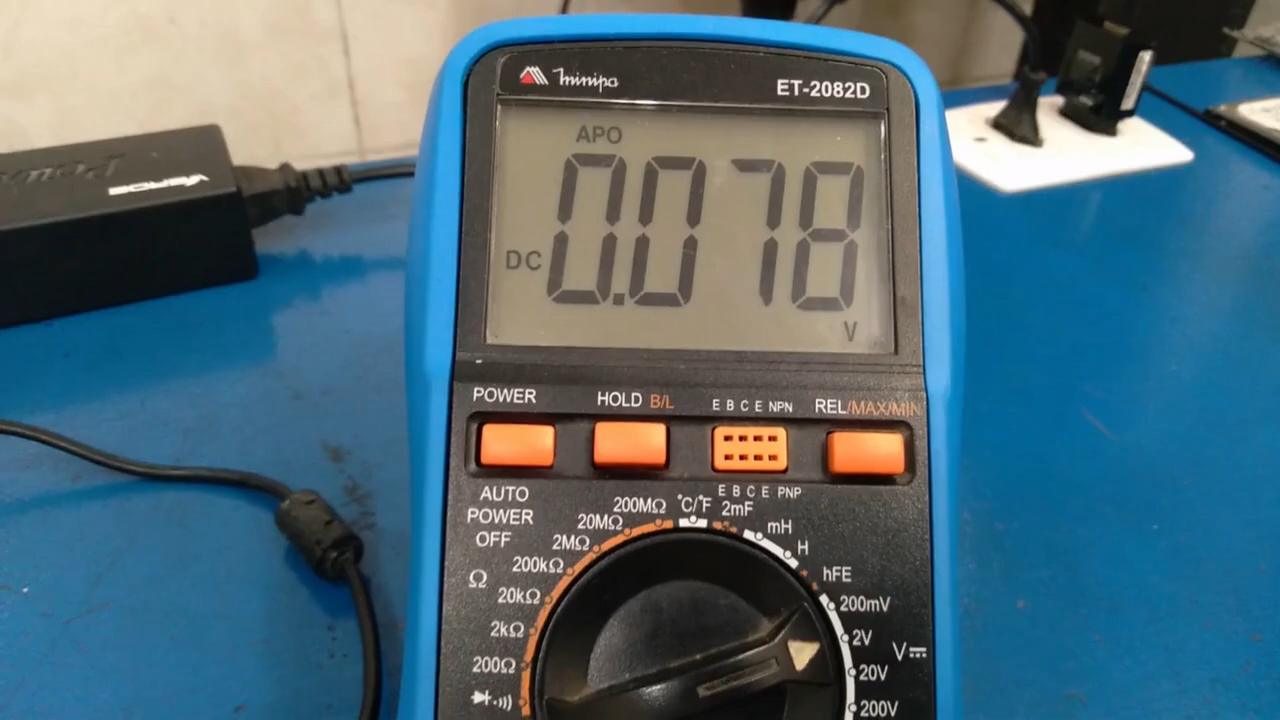 minipa
ET-2082D
APO
DC 0.078 V
POWER
HOLD B/L
E B C E NPN
REL/MAX/MIN
E B C E PNP
AUTO
POWER
OFF
200MΩ
20MΩ
2MΩ
200kΩ
Ω
20kΩ
2kΩ
200Ω
°C/°F
2mF
mH
H
hFE
200mV
2V
V
20V
200V
VERDE